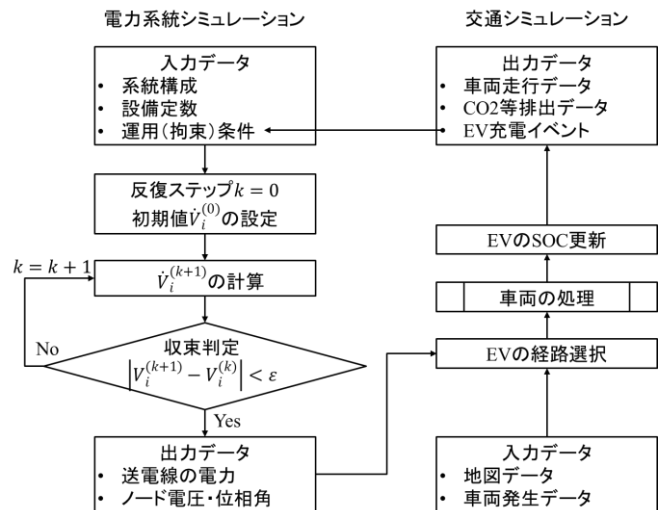 電力系統シミュレーション
入力データ
• 系統構成
• 設備定数
• 運用(拘束)条件
反復ステップk = 0
初期値V̇ᵢ⁽⁰⁾の設定
k = k + 1
V̇ᵢ⁽ᵏ⁺¹⁾の計算
No
収束判定
|Vᵢ⁽ᵏ⁺¹⁾ − Vᵢ⁽ᵏ⁾| < ε
Yes
出力データ
• 送電線の電力
• ノード電圧・位相角
交通シミュレーション
出力データ
• 車両走行データ
• CO2等排出データ
• EV充電イベント
EVのSOC更新
車両の処理
EVの経路選択
入力データ
• 地図データ
• 車両発生データ